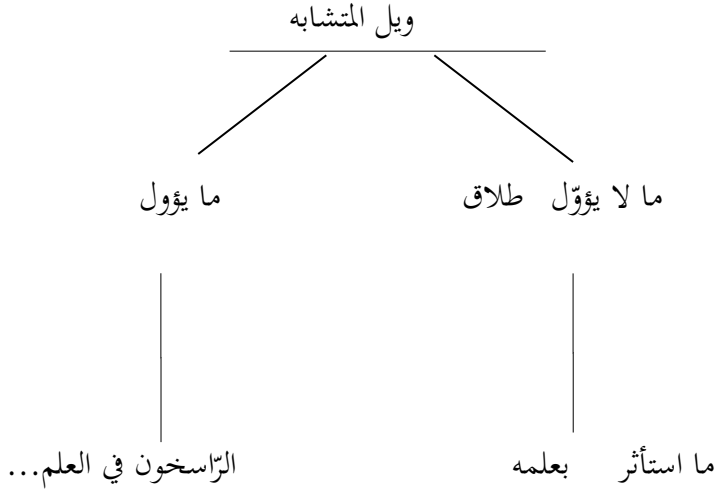 ويل المتشابه
ما لا يؤوّل طلاق
ما يؤول
ما استأثر بعلمه
الرّاسخون في العلم...